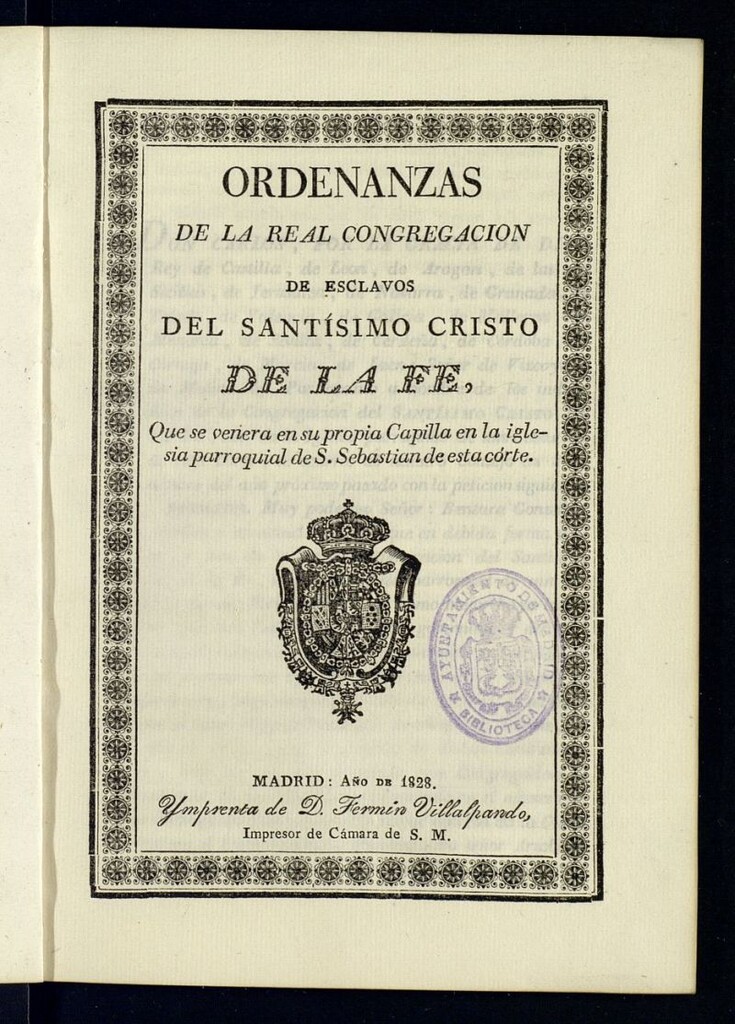 ORDENANZAS
DE LA REAL CONGREGACION
DE ESCLAVOS
DEL SANTÍSIMO CRISTO
DE LA FE,
Que se venera en su propia Capilla en la igle-
sia parroquial de S. Sebastian de esta córte.
AYUNTAMIENTO DE MADRID
BIBLIOTECA
MADRID: AÑO DE 1828.
Ymprenta de D. Fermín Villalpando,
Impresor de Cámara de S. M.